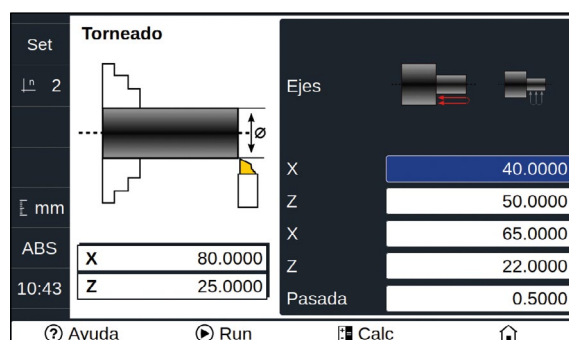 Torneado
Set
n 2
Ejes
Ø
X 40.0000
Z 50.0000
mm
X 65.0000
ABS
X 80.0000
Z 22.0000
10:43
Z 25.0000
Pasada 0.5000
? Ayuda
Run
Calc